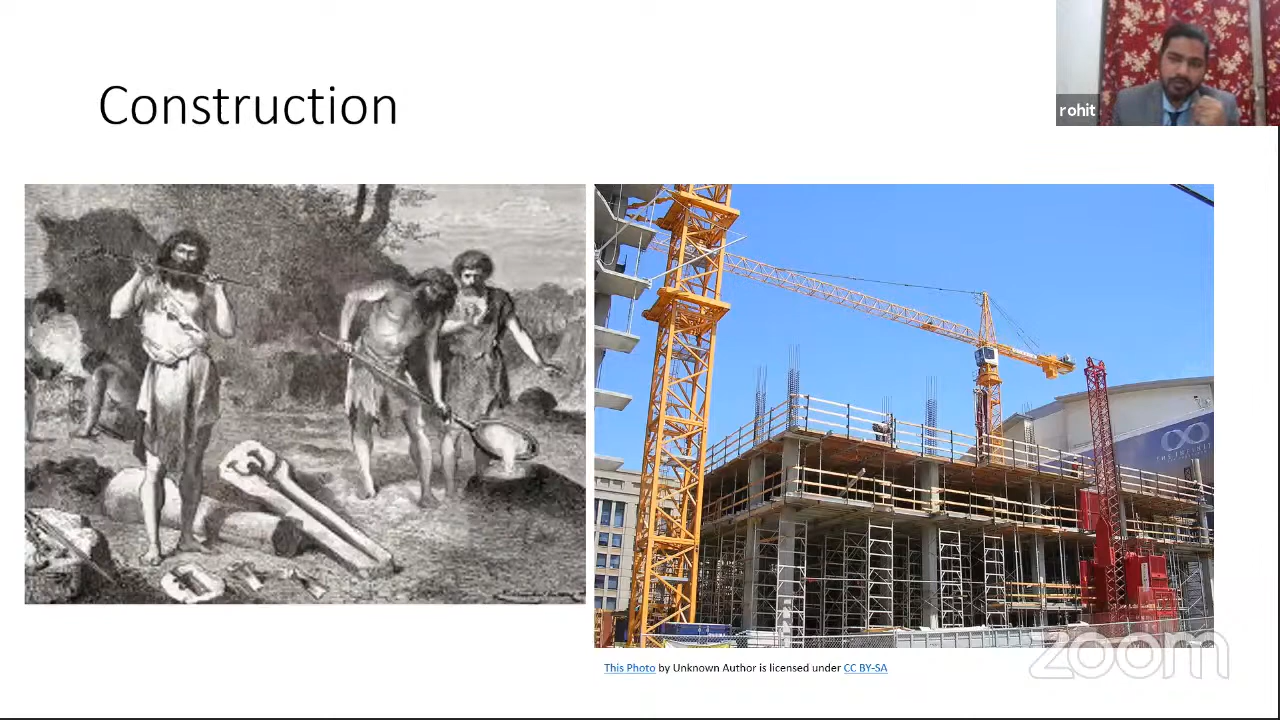 rohit
Construction
This Photo by Unknown Author is licensed under CC BY-SA
zoom